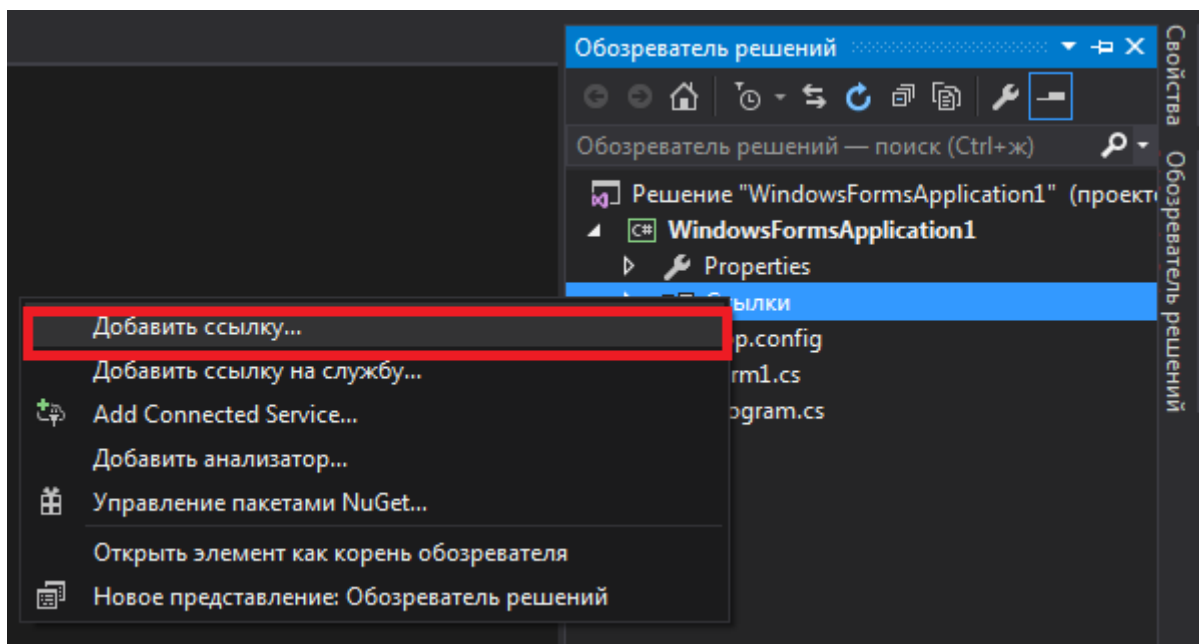 Обозреватель решений
Обозреватель решений — поиск (Ctrl+ж)
Решение "WindowsFormsApplication1" (проекто
C# WindowsFormsApplication1
Properties
Ссылки
p.config
rm1.cs
ogram.cs
Добавить ссылку...
Добавить ссылку на службу...
Add Connected Service...
Добавить анализатор...
Управление пакетами NuGet...
Открыть элемент как корень обозревателя
Новое представление: Обозреватель решений
Свойства
Обозреватель решений